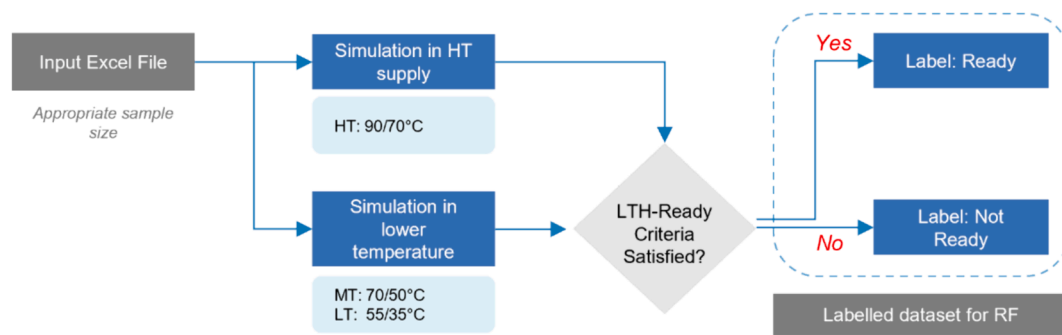 Input Excel File
Appropriate sample
size
Simulation in HT
supply
HT: 90/70°C
Simulation in
lower
temperature
MT: 70/50°C
LT: 55/35°C
LTH-Ready
Criteria
Satisfied?
Yes
Label: Ready
No
Label: Not
Ready
Labelled dataset for RF